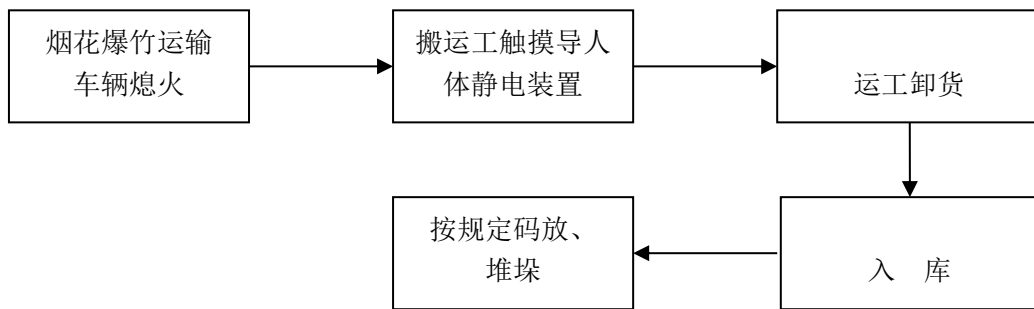 烟花爆竹运输
车辆熄火
搬运工触摸导人
体静电装置
运工卸货
入 库
按规定码放、
堆垛